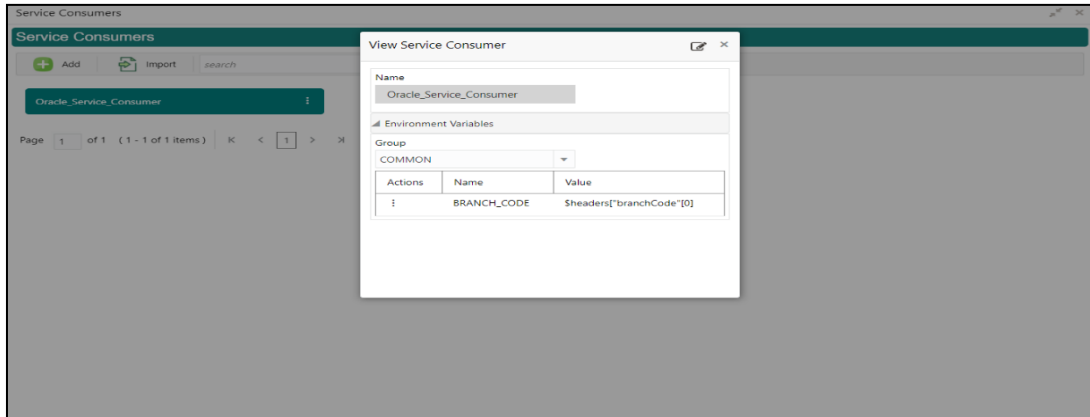 Service Consumers
Service Consumers
Add Import search
Oracle_Service_Consumer
Page 1 of 1 ( 1 - 1 of 1 items ) K < 1 > >|
View Service Consumer
Name
Oracle_Service_Consumer
Environment Variables
Group
COMMON
Actions Name Value
BRANCH_CODE $headers["branchCode"[0]